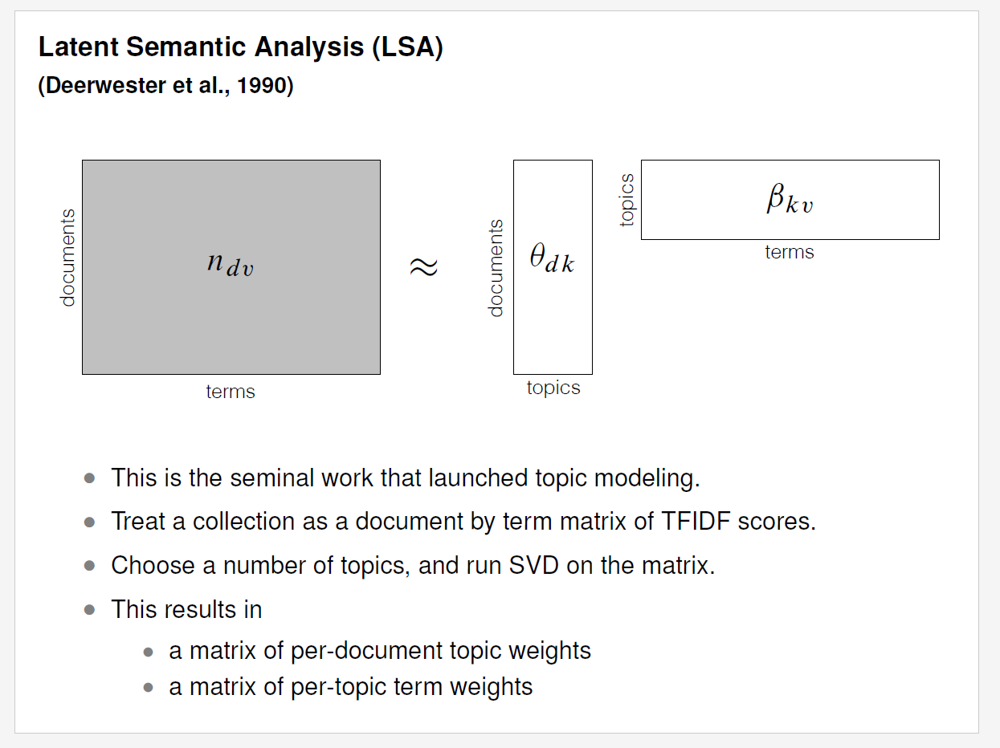 Latent Semantic Analysis (LSA)
(Deerwester et al., 1990)
documents
n_{dv}
terms
≈
documents
θ_{dk}
topics
topics
β_{kv}
terms
● This is the seminal work that launched topic modeling.
● Treat a collection as a document by term matrix of TFIDF scores.
● Choose a number of topics, and run SVD on the matrix.
● This results in
● a matrix of per-document topic weights
● a matrix of per-topic term weights